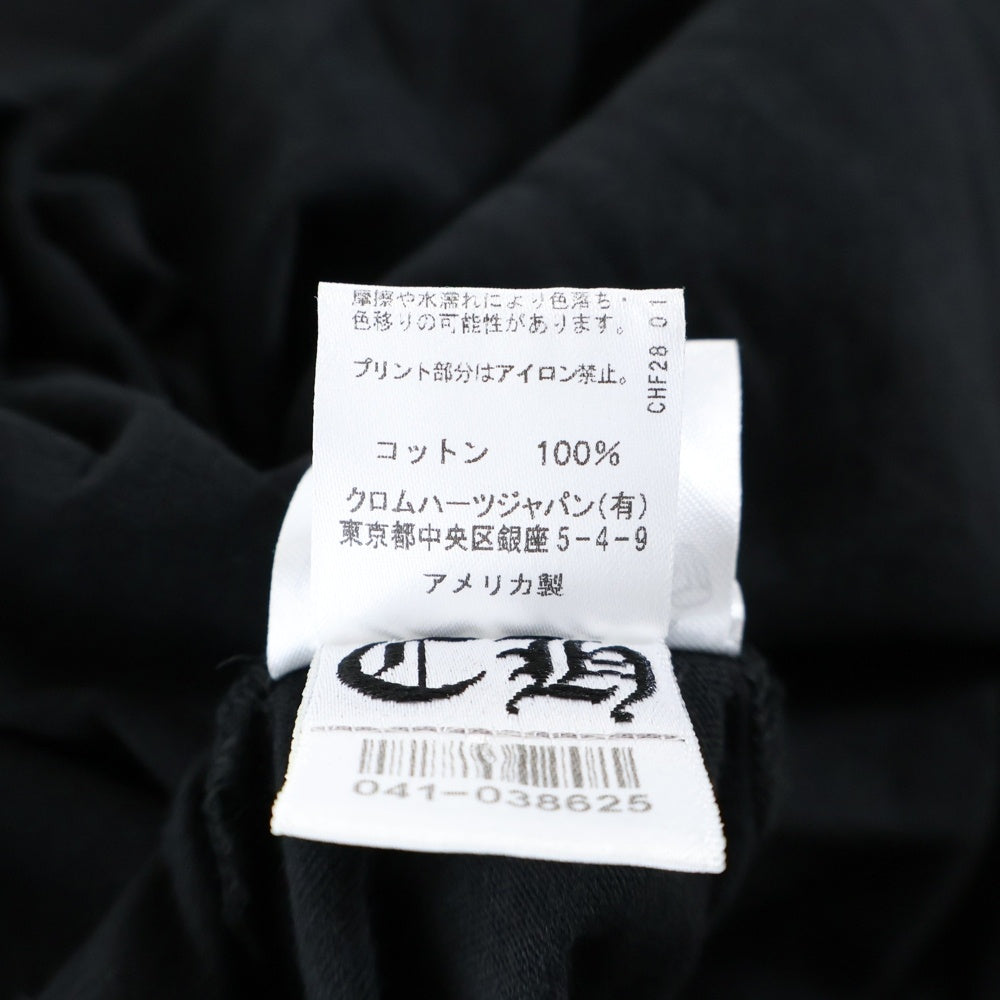 摩擦や水濡れにより色落ち・
色移りの可能性があります。
プリント部分はアイロン禁止。
コットン 100%
クロムハーツジャパン(有)
東京都中央区銀座5-4-9
アメリカ製
CHF28 01
CH
041-038625